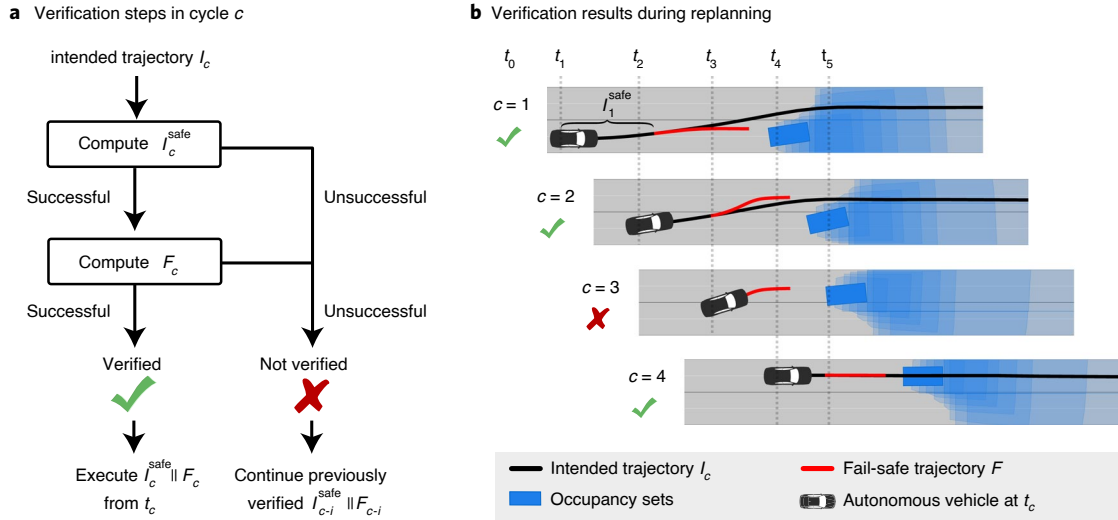 a Verification steps in cycle c
intended trajectory I_c
Compute I_c^safe
Successful
Unsuccessful
Compute F_c
Successful
Unsuccessful
Verified
Not verified
Execute I_c^safe || F_c
from t_c
Continue previously
verified I_{c-i}^safe || F_{c-i}
b Verification results during replanning
t_0 t_1 t_2 t_3 t_4 t_5
c = 1
I_1^safe
c = 2
c = 3
c = 4
Intended trajectory I_c
Fail-safe trajectory F
Occupancy sets
Autonomous vehicle at t_c